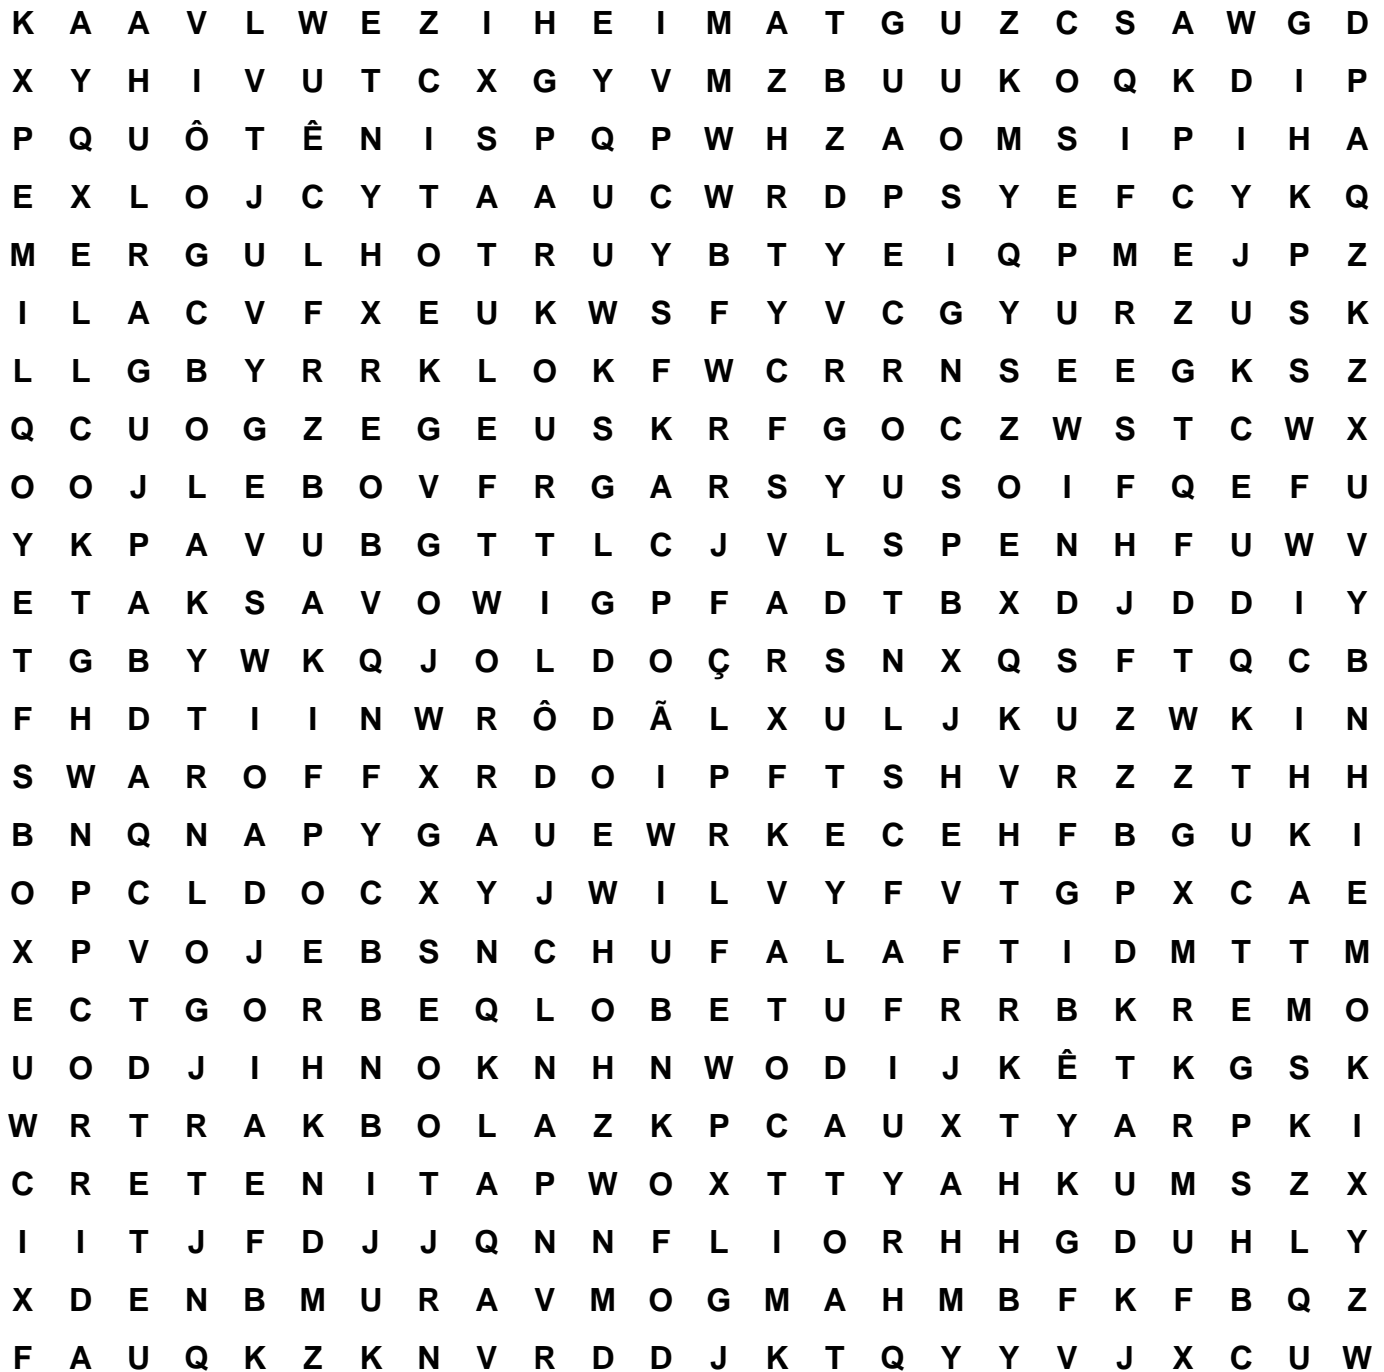 K A A V L W E Z I H E I M A T G U Z C S A W G D
X Y H I V U T C X G Y V M Z B U U K O Q K D I P
P Q U Ô T Ê N I S P Q P W H Z A O M S I P I H A
E X L O J C Y T A A U C W R D P S Y E F C Y K Q
M E R G U L H O T R U Y B T Y E I Q P M E J P Z
I L A C V F X E U K W S F Y V C G Y U R Z U S K
L L G B Y R R K L O K F W C R R N S E E G K S Z
Q C U O G Z E G E U S K R F G O C Z W S T C W X
O O J L E B O V F R G A R S Y U S O I F Q E F U
Y K P A V U B G T T L C J V L S P E N H F U W V
E T A K S A V O W I G P F A D T B X D J D D I Y
T G B Y W K Q J O L D O Ç R S N X Q S F T Q C B
F H D T I I N W R Ô D Ã L X U L J K U Z W K I N
S W A R O F F X R D O I P F T S H V R Z Z T H H
B N Q N A P Y G A U E W R K E C E H F B G U K I
O P C L D O C X Y J W I L V Y F V T G P X C A E
X P V O J E B S N C H U F A L A F T I D M T T M
E C T G O R B E Q L O B E T U F R R B K R E M O
U O D J I H N O K N H N W O D I J K Ê T K G S K
W R T R A K B O L A Z K P C A U X T Y A R P K I
C R E T E N I T A P W O X T T Y A H K U M S Z X
I I T J F D J J Q N N F L I O R H H G D U H L Y
X D E N B M U R A V M O G M A H M B F K F B Q Z
F A U Q K Z K N V R D D J K T Q Y Y V J X C U W